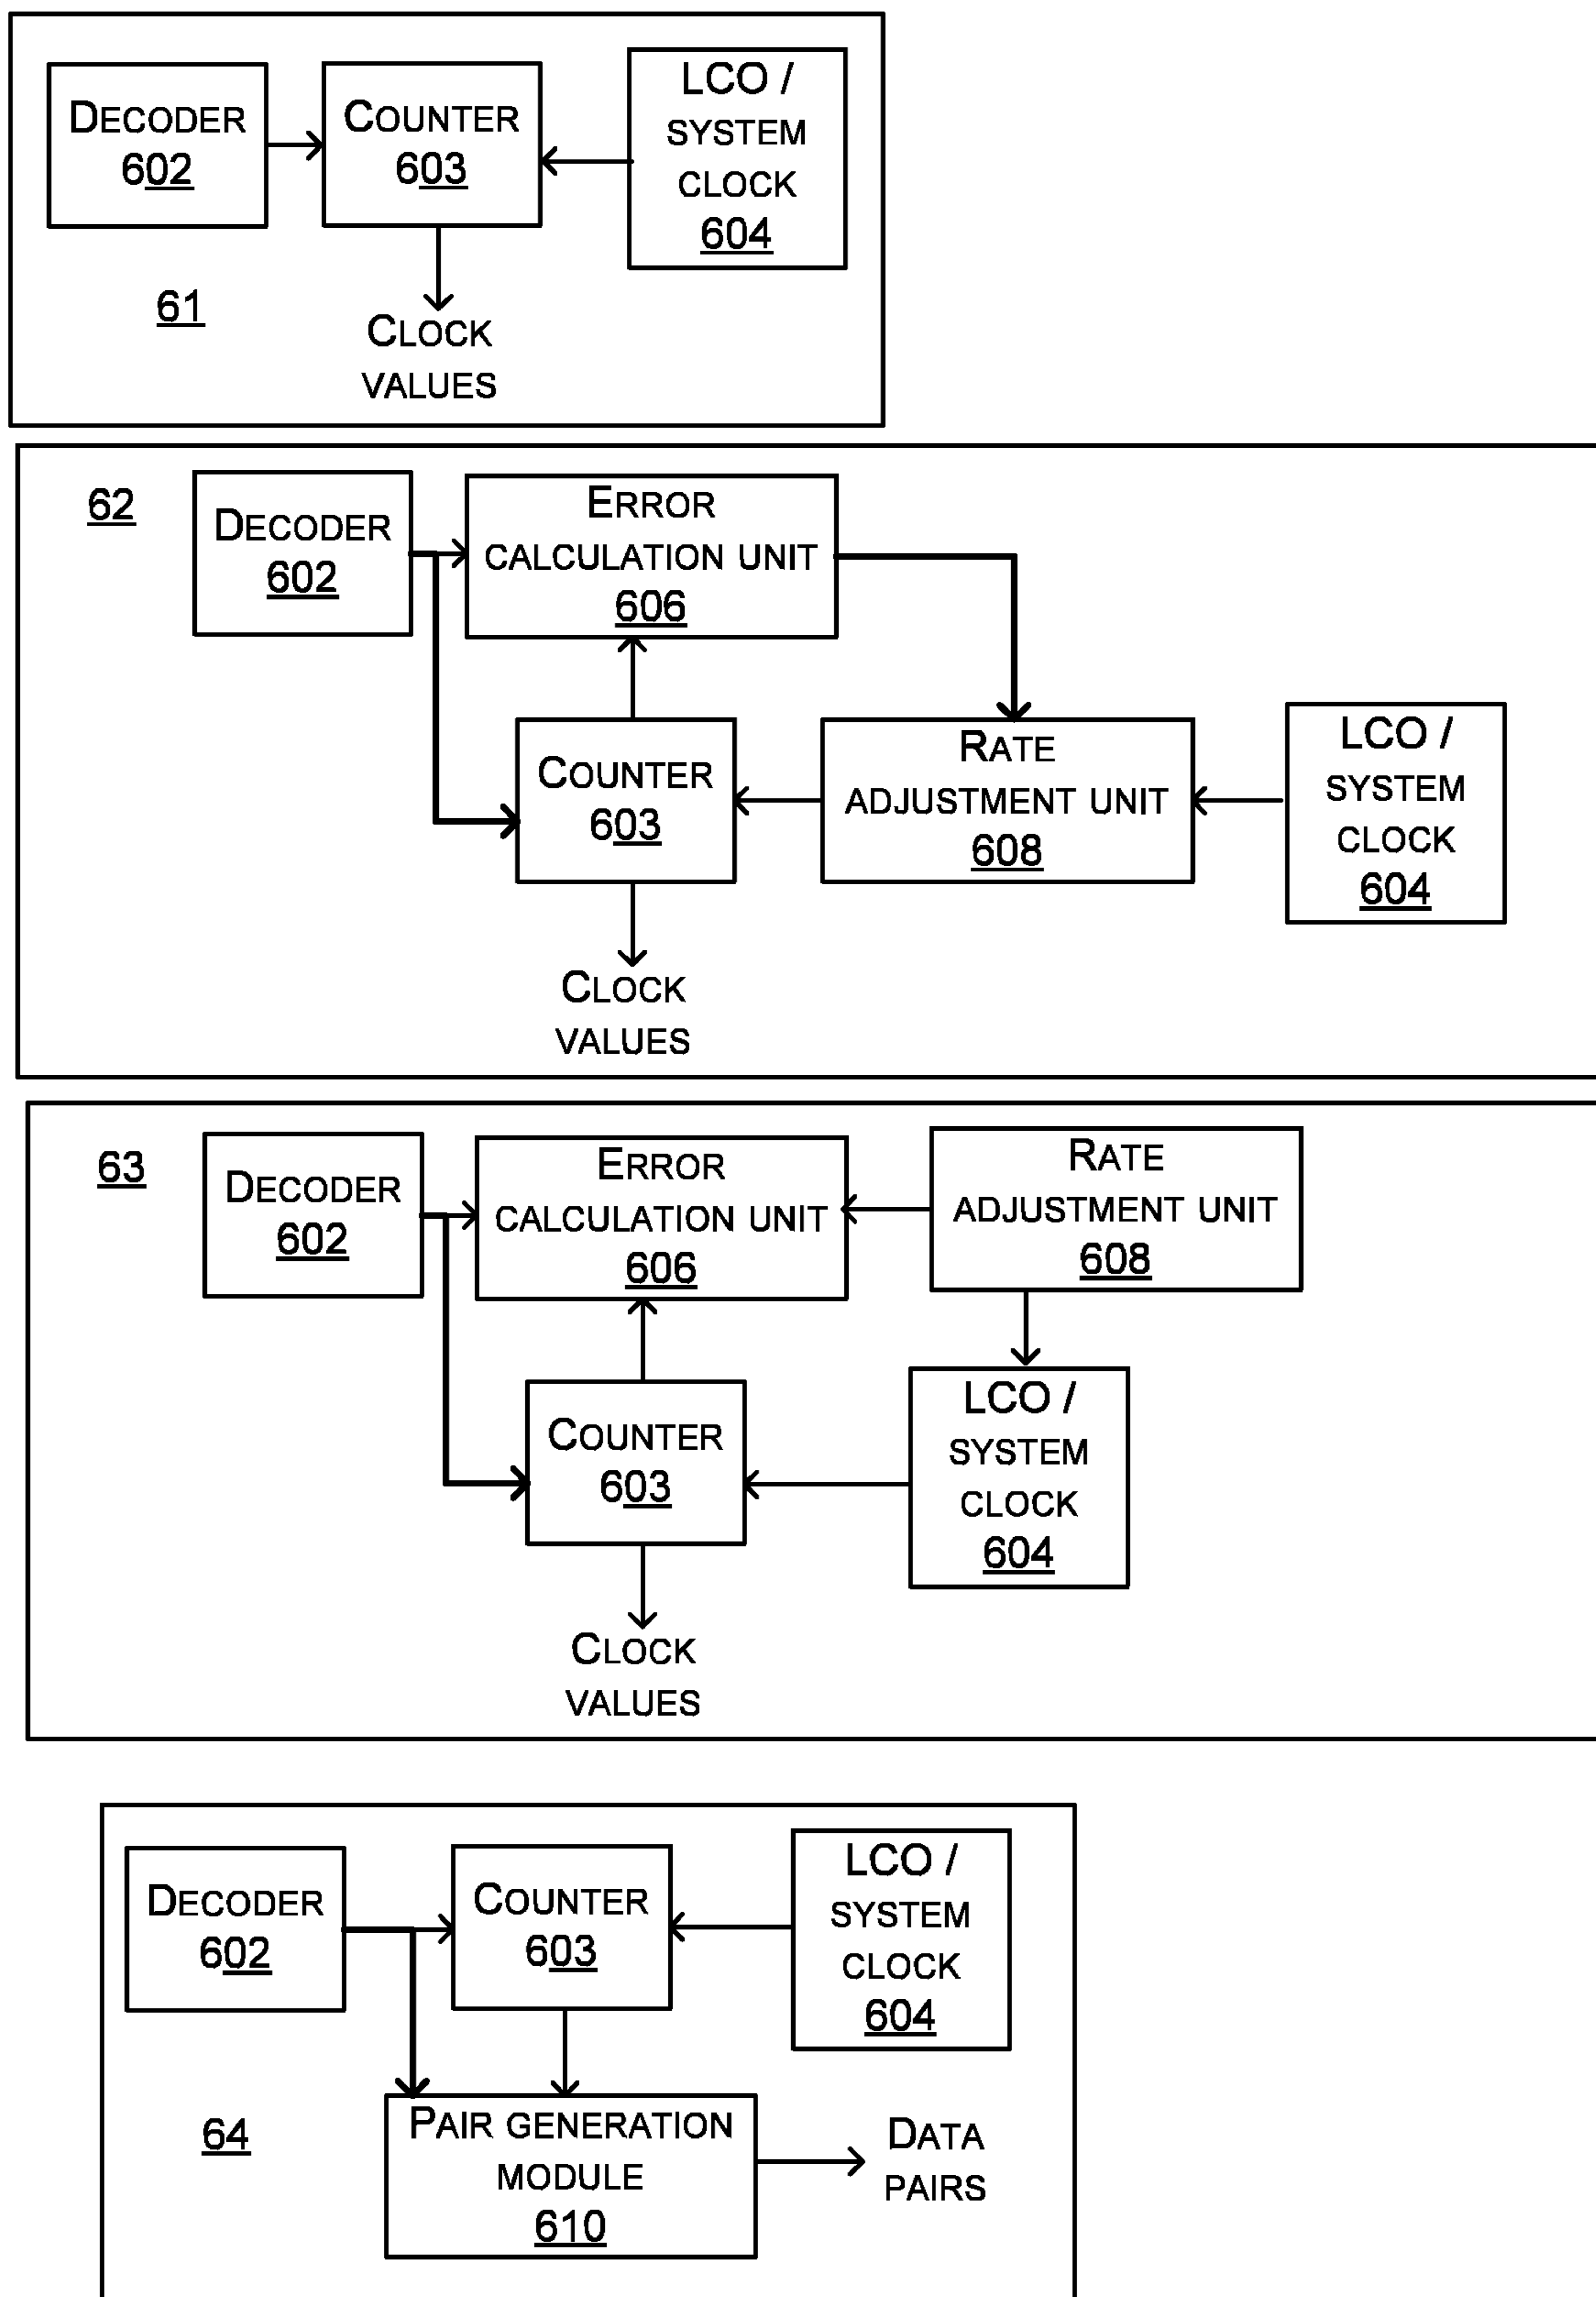 DECODER
602
COUNTER
603
LCO /
SYSTEM
CLOCK
604
61
CLOCK
VALUES
62
DECODER
602
ERROR
CALCULATION UNIT
606
COUNTER
603
RATE
ADJUSTMENT UNIT
608
LCO /
SYSTEM
CLOCK
604
CLOCK
VALUES
63
DECODER
602
ERROR
CALCULATION UNIT
606
RATE
ADJUSTMENT UNIT
608
COUNTER
603
LCO /
SYSTEM
CLOCK
604
CLOCK
VALUES
DECODER
602
COUNTER
603
LCO /
SYSTEM
CLOCK
604
64
PAIR GENERATION
MODULE
610
DATA
PAIRS